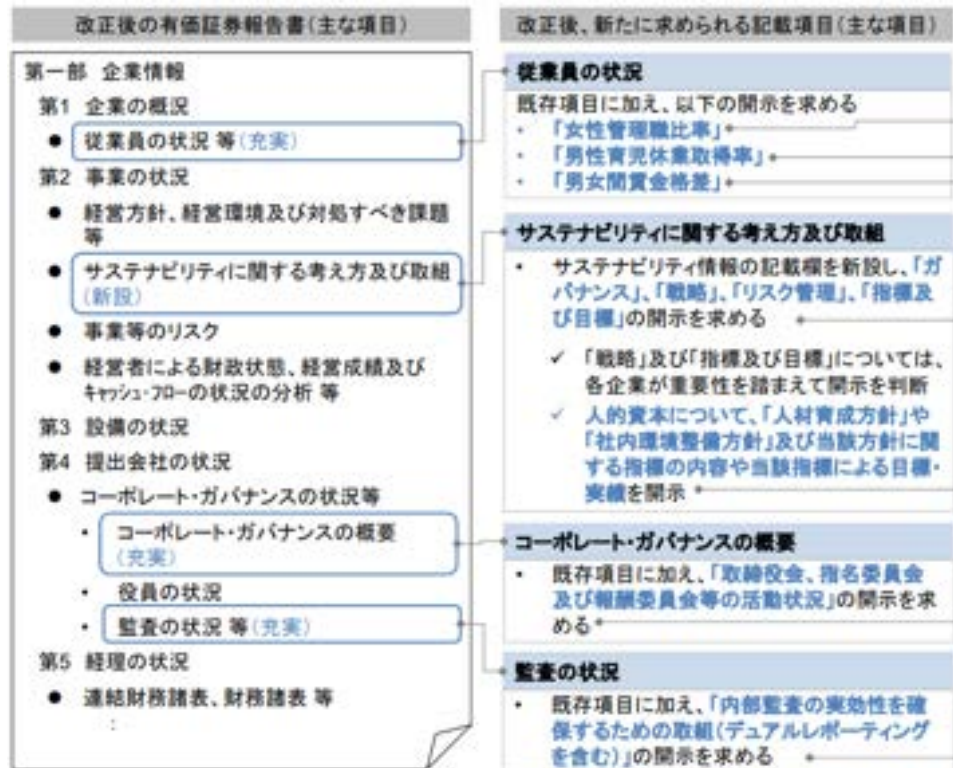 改正後の有価証券報告書(主な項目)
第一部 企業情報
第1 企業の概況
● 従業員の状況 等(充実)
第2 事業の状況
● 経営方針、経営環境及び対処すべき課題
等
● サステナビリティに関する考え方及び取組
(新設)
● 事業等のリスク
● 経営者による財政状態、経営成績及び
キャッシュ・フローの状況の分析 等
第3 設備の状況
第4 提出会社の状況
● コーポレート・ガバナンスの状況等
・ コーポレート・ガバナンスの概要
(充実)
・ 役員の状況
・ 監査の状況 等(充実)
第5 経理の状況
● 連結財務諸表、財務諸表 等
:
改正後、新たに求められる記載項目(主な項目)
従業員の状況
既存項目に加え、以下の開示を求める
・ 「女性管理職比率」
・ 「男性育児休業取得率」
・ 「男女間賃金格差」
サステナビリティに関する考え方及び取組
・ サステナビリティ情報の記載欄を新設し、「ガ
バナンス」、「戦略」、「リスク管理」、「指標及
び目標」の開示を求める
✓ 「戦略」及び「指標及び目標」については、
各企業が重要性を踏まえて開示を判断
✓ 人的資本について、「人材育成方針」や
「社内環境整備方針」及び当該方針に関
する指標の内容や当該指標による目標・
実績を開示
コーポレート・ガバナンスの概要
・ 既存項目に加え、「取締役会、指名委員会
及び報酬委員会等の活動状況」の開示を求
める
監査の状況
・ 既存項目に加え、「内部監査の実効性を確
保するための取組(デュアルレポーティング
を含む)」の開示を求める